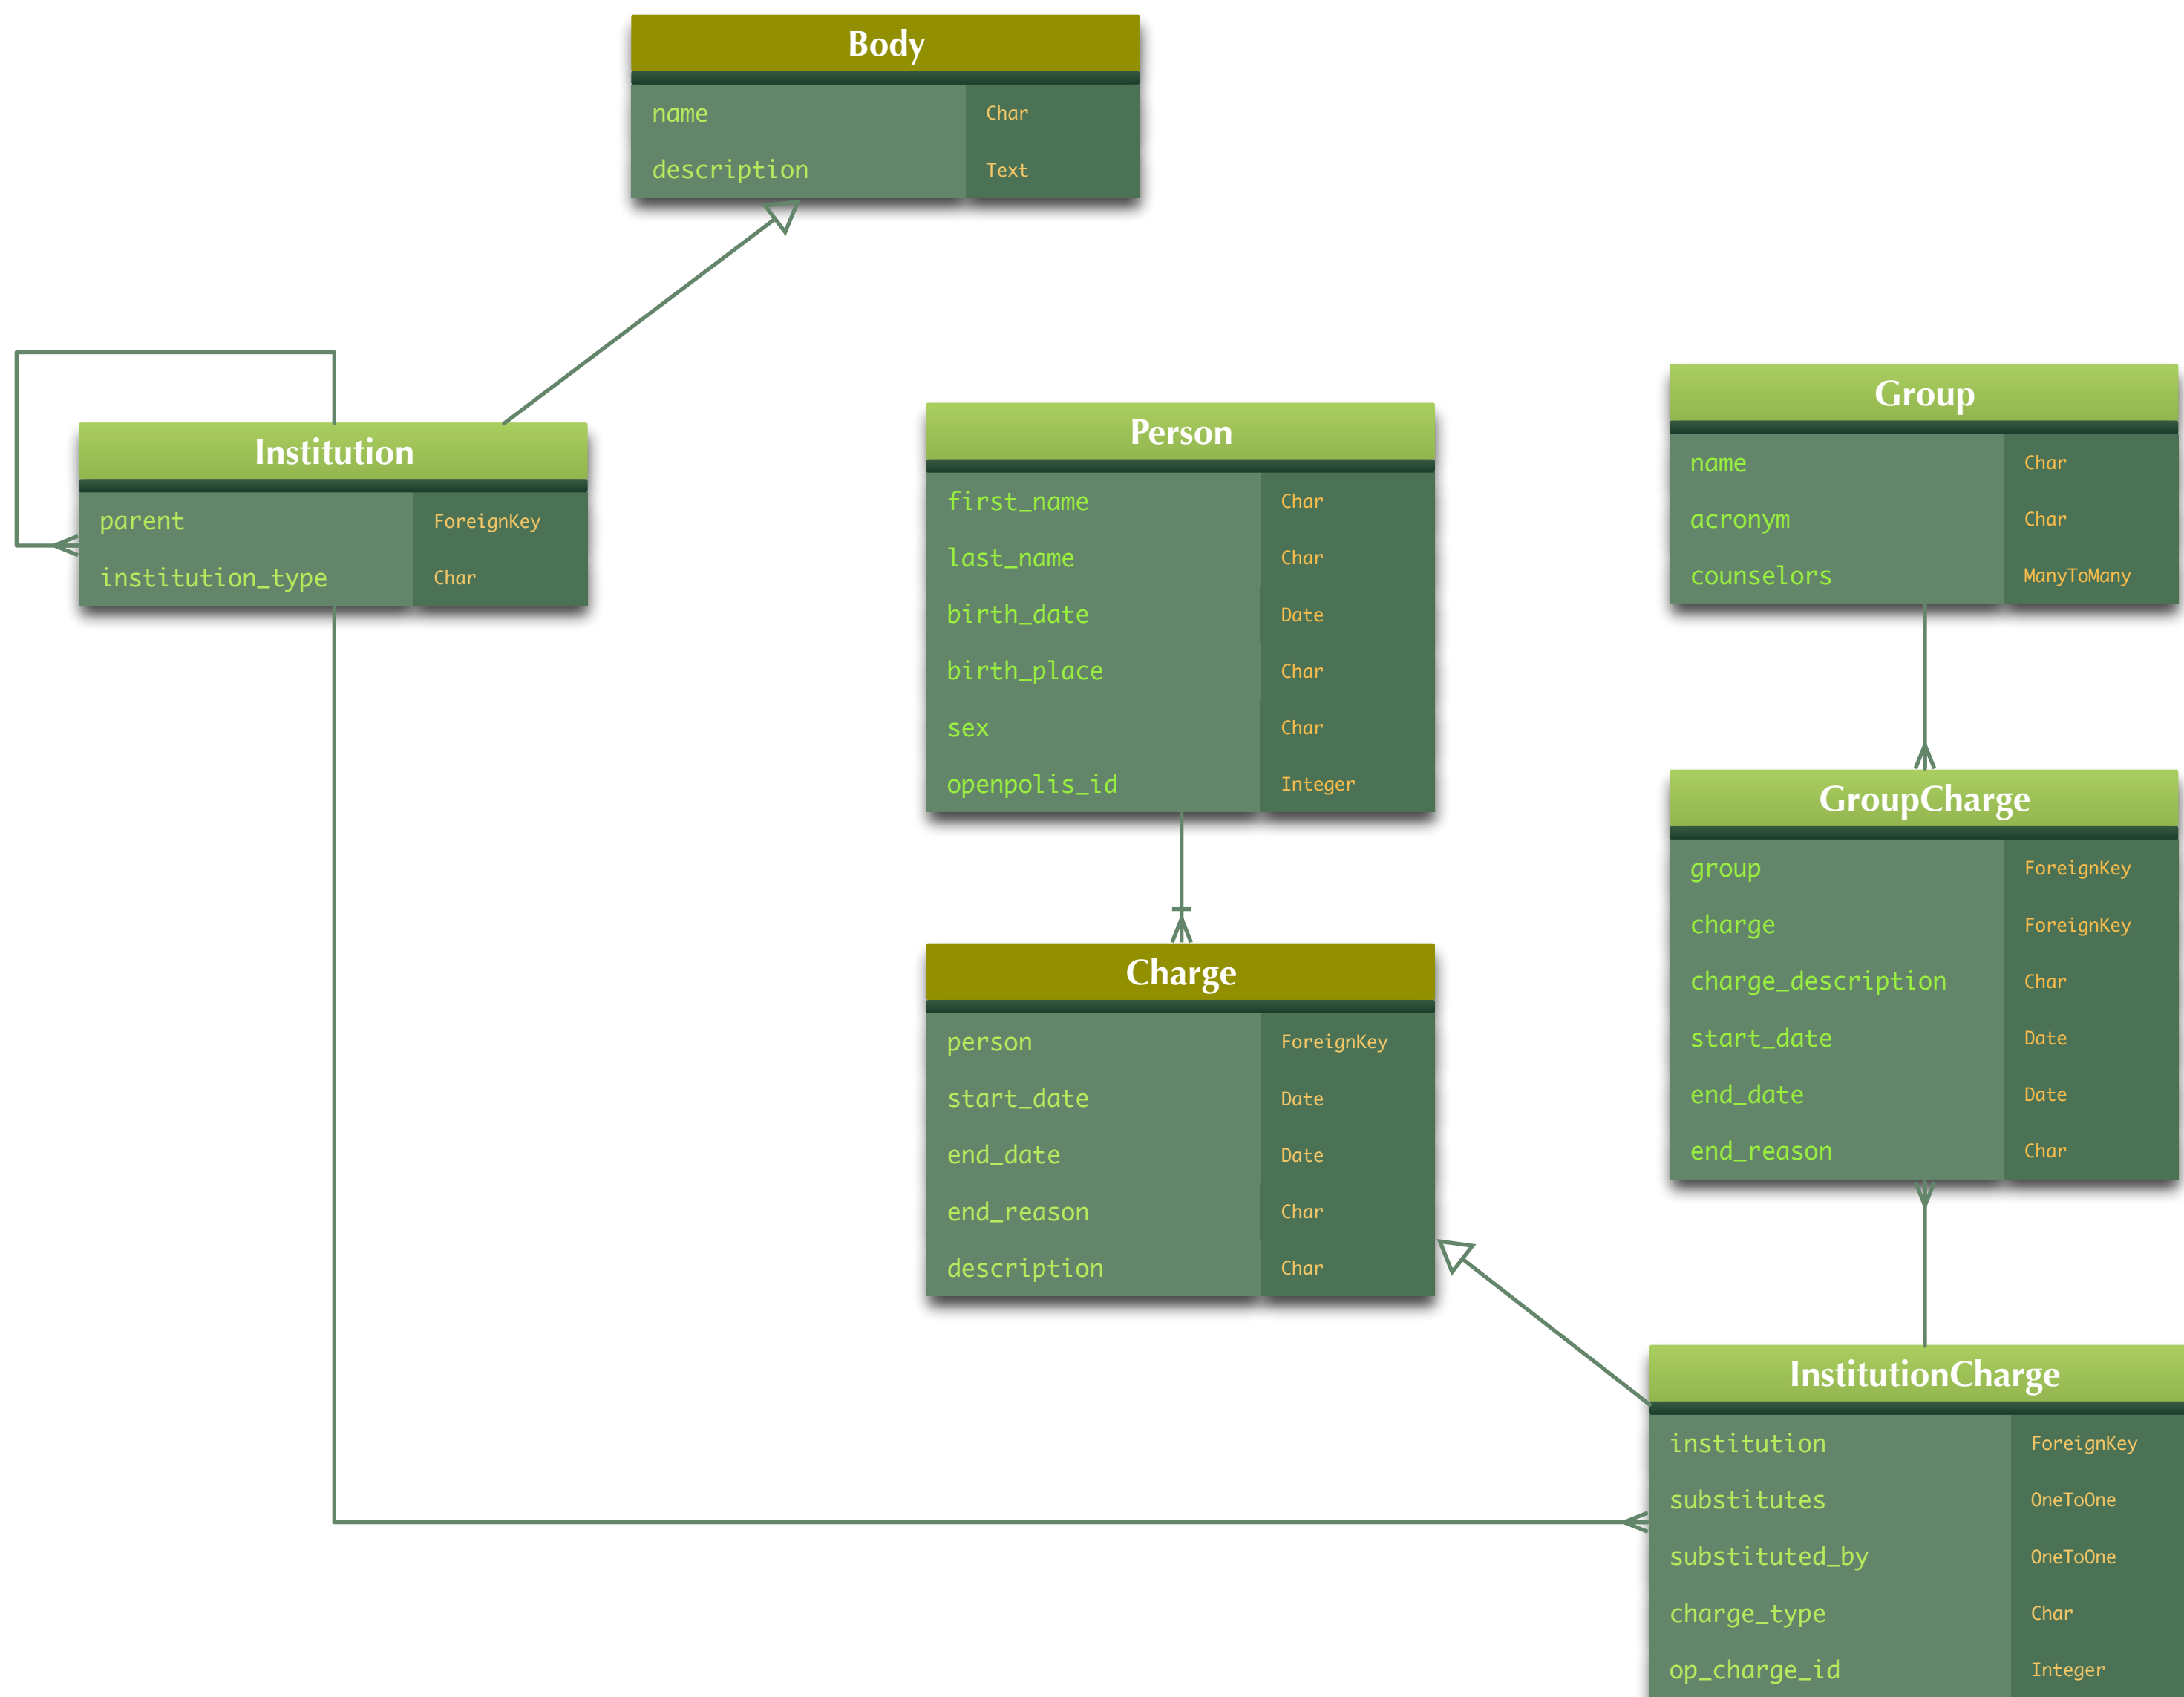 Body
name Char
description Text
Institution
parent ForeignKey
institution_type Char
Person
first_name Char
last_name Char
birth_date Date
birth_place Char
sex Char
openpolis_id Integer
Group
name Char
acronym Char
counselors ManyToMany
GroupCharge
group ForeignKey
charge ForeignKey
charge_description Char
start_date Date
end_date Date
end_reason Char
Charge
person ForeignKey
start_date Date
end_date Date
end_reason Char
description Char
InstitutionCharge
institution ForeignKey
substitutes OneToOne
substituted_by OneToOne
charge_type Char
op_charge_id Integer